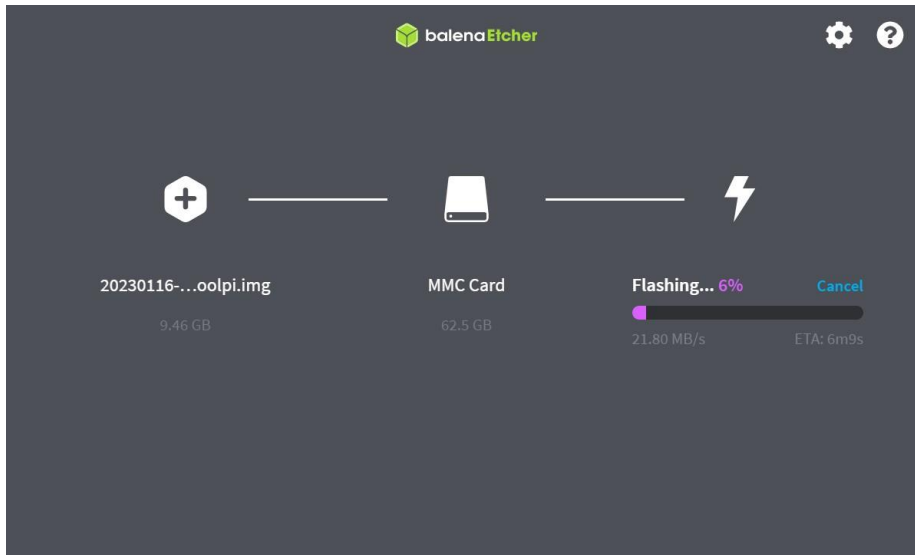 balenaEtcher
20230116-...oolpi.img
9.46 GB
MMC Card
62.5 GB
Flashing... 6%
Cancel
21.80 MB/s
ETA: 6m9s